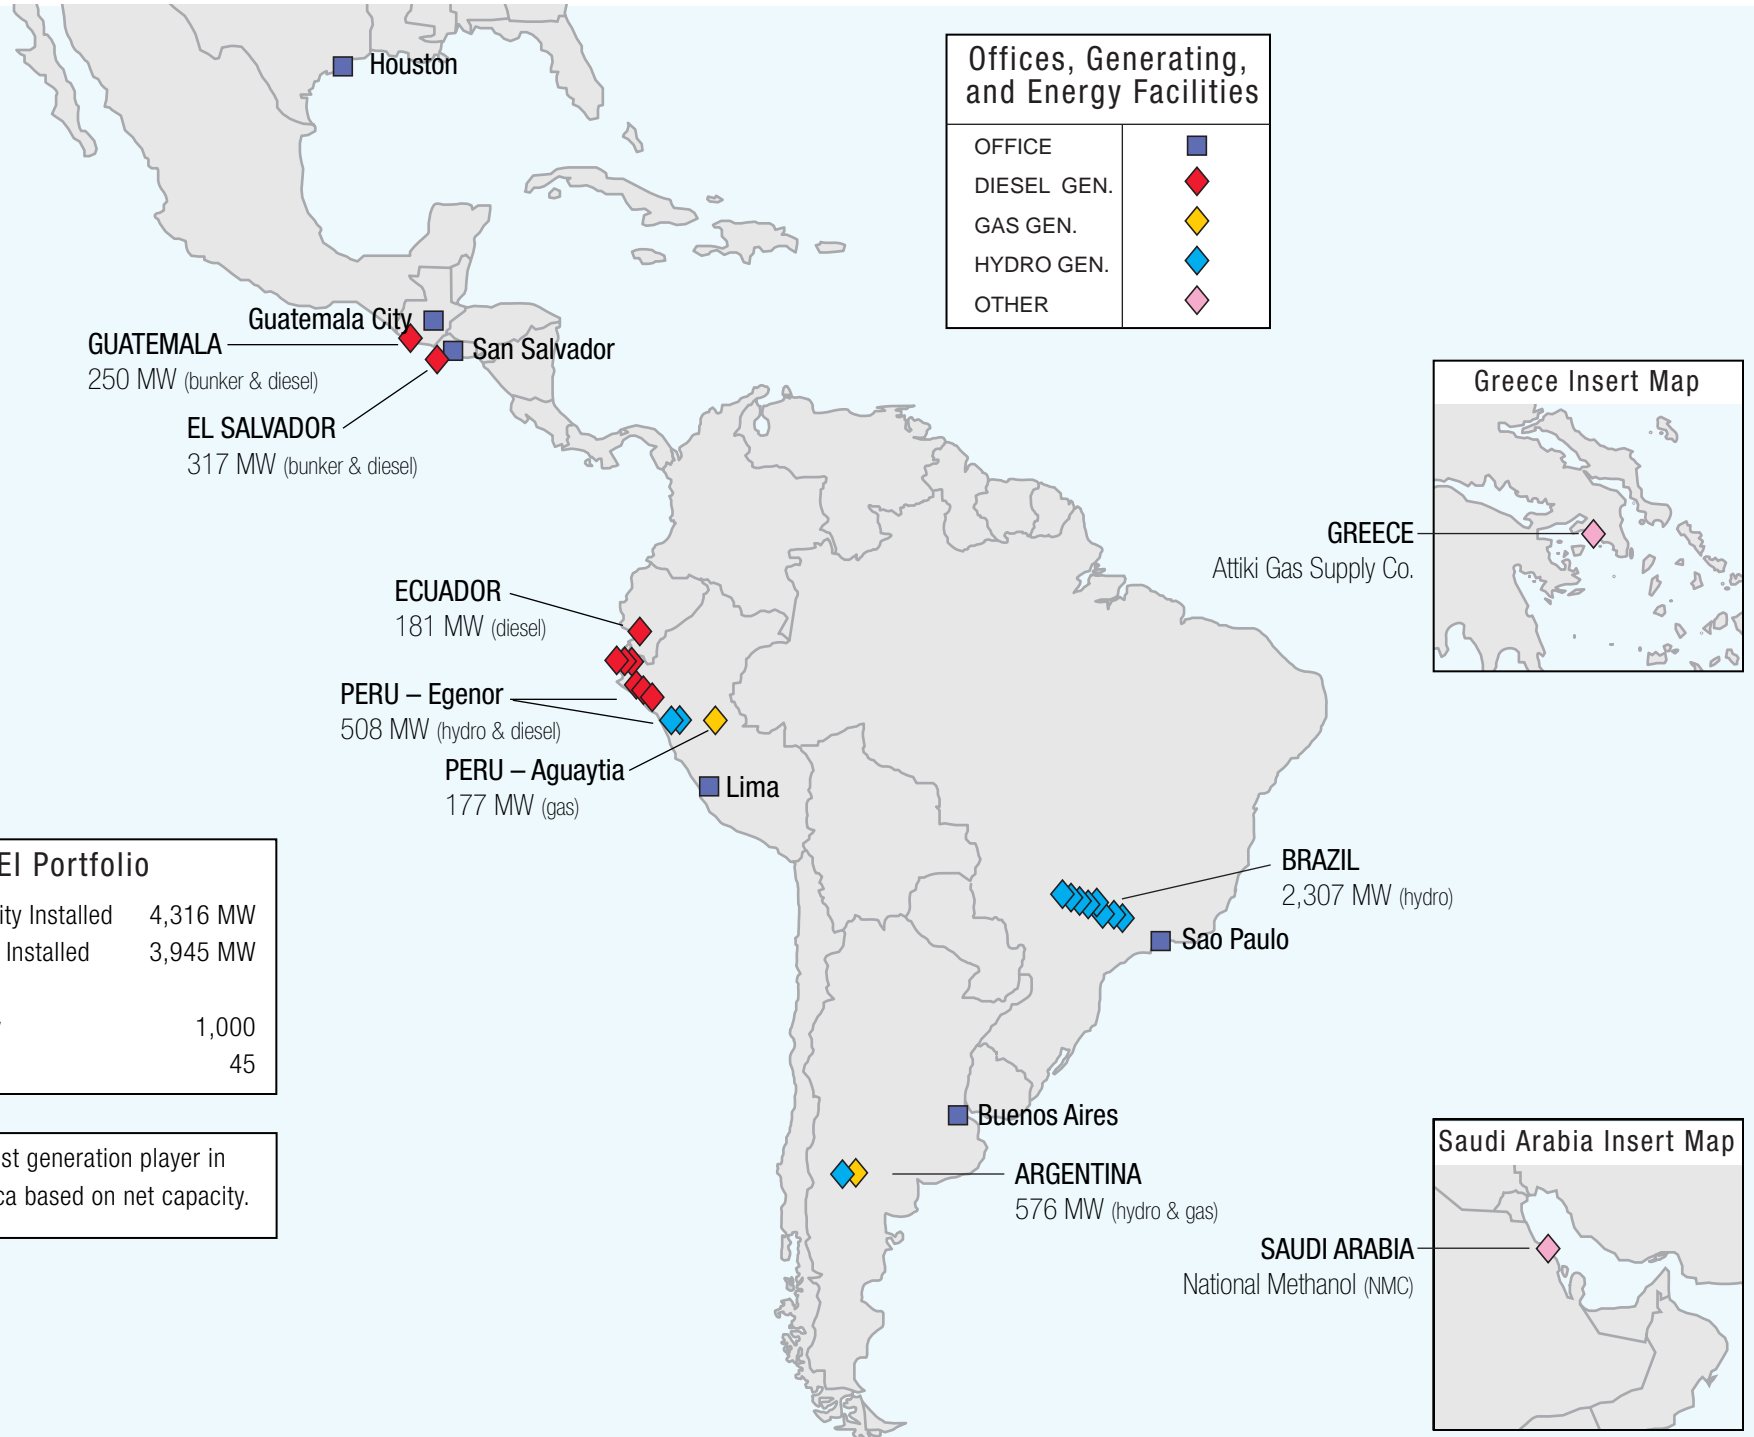 Houston
Offices, Generating,
and Energy Facilities
OFFICE
DIESEL GEN.
GAS GEN.
HYDRO GEN.
OTHER
Guatemala City
GUATEMALA
250 MW (bunker & diesel)
San Salvador
EL SALVADOR
317 MW (bunker & diesel)
Greece Insert Map
GREECE
Attiki Gas Supply Co.
ECUADOR
181 MW (diesel)
PERU – Egenor
508 MW (hydro & diesel)
PERU – Aguaytia
177 MW (gas)
Lima
EI Portfolio
ity Installed 4,316 MW
Installed 3,945 MW
1,000
45
BRAZIL
2,307 MW (hydro)
Sao Paulo
st generation player in
ca based on net capacity.
Buenos Aires
ARGENTINA
576 MW (hydro & gas)
Saudi Arabia Insert Map
SAUDI ARABIA
National Methanol (NMC)